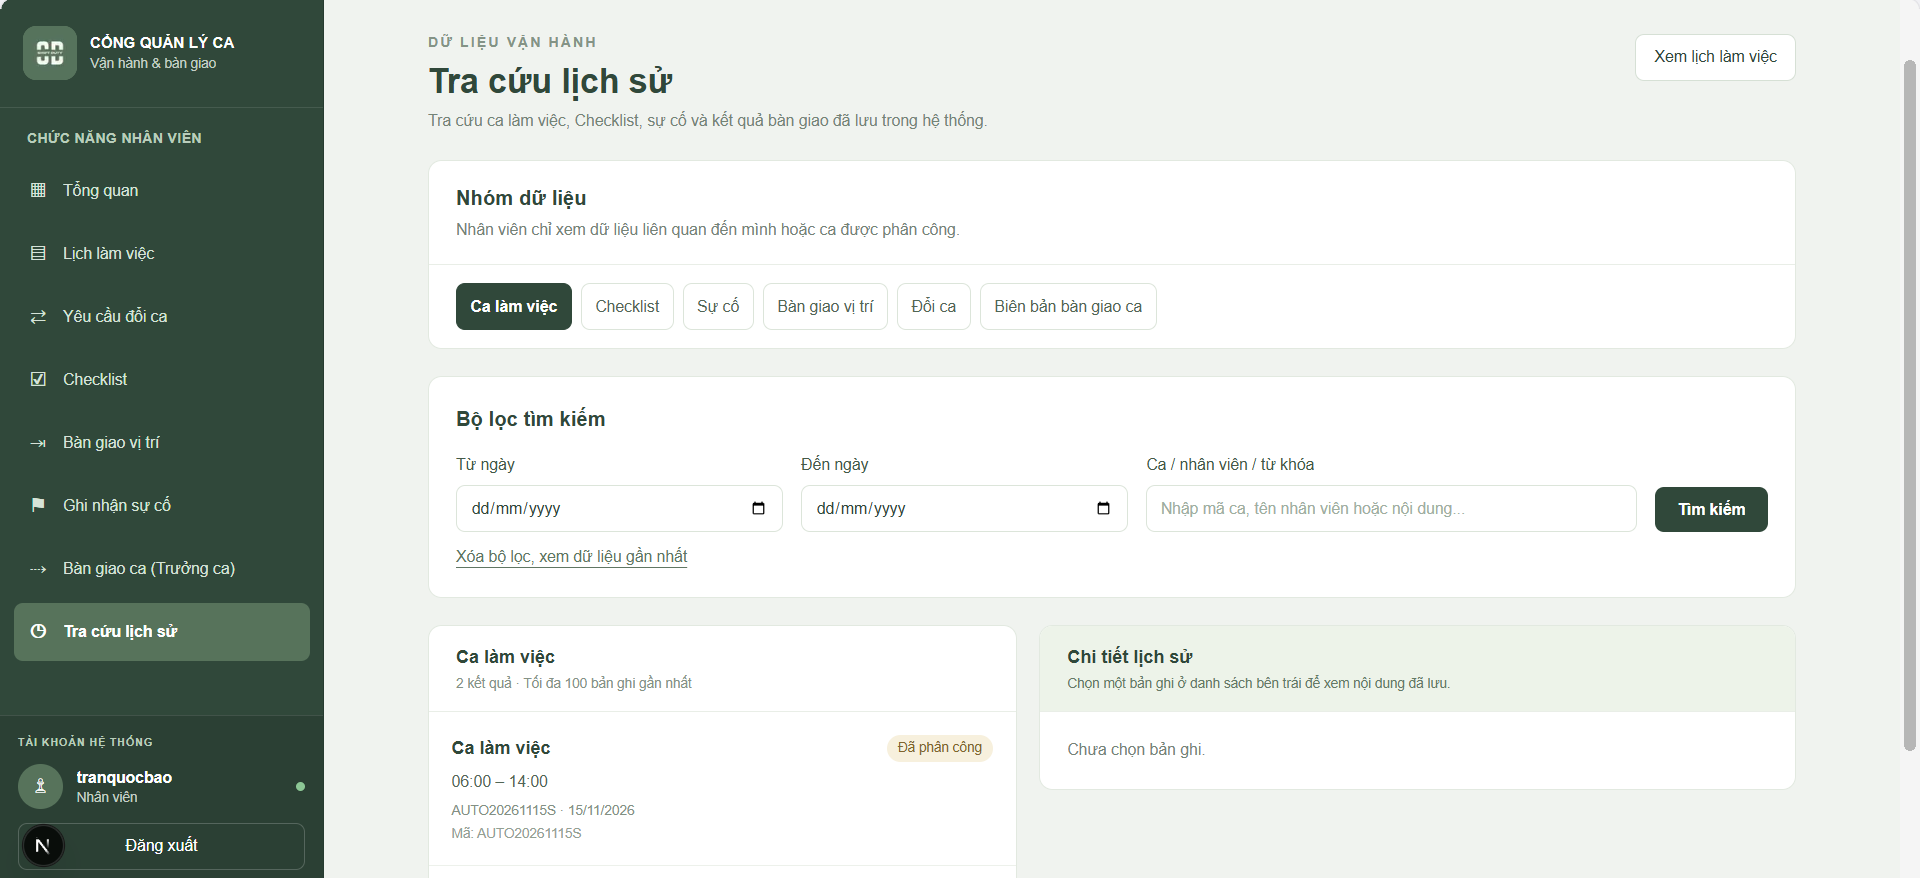 CỔNG QUẢN LÝ CA
Vận hành & bàn giao
CHỨC NĂNG NHÂN VIÊN
Tổng quan
Lịch làm việc
Yêu cầu đổi ca
Checklist
Bàn giao vị trí
Ghi nhận sự cố
Bàn giao ca (Trưởng ca)
Tra cứu lịch sử
TÀI KHOẢN HỆ THỐNG
tranquocbao
Nhân viên
N
Đăng xuất
DỮ LIỆU VẬN HÀNH
Tra cứu lịch sử
Tra cứu ca làm việc, Checklist, sự cố và kết quả bàn giao đã lưu trong hệ thống.
Xem lịch làm việc
Nhóm dữ liệu
Nhân viên chỉ xem dữ liệu liên quan đến mình hoặc ca được phân công.
Ca làm việc
Checklist
Sự cố
Bàn giao vị trí
Đổi ca
Biên bản bàn giao ca
Bộ lọc tìm kiếm
Từ ngày
Đến ngày
Ca / nhân viên / từ khóa
dd/mm/yyyy
dd/mm/yyyy
Nhập mã ca, tên nhân viên hoặc nội dung...
Tìm kiếm
Xóa bộ lọc, xem dữ liệu gần nhất
Ca làm việc
2 kết quả · Tối đa 100 bản ghi gần nhất
Ca làm việc
Đã phân công
06:00 – 14:00
AUTO20261115S · 15/11/2026
Mã: AUTO20261115S
Chi tiết lịch sử
Chọn một bản ghi ở danh sách bên trái để xem nội dung đã lưu.
Chưa chọn bản ghi.